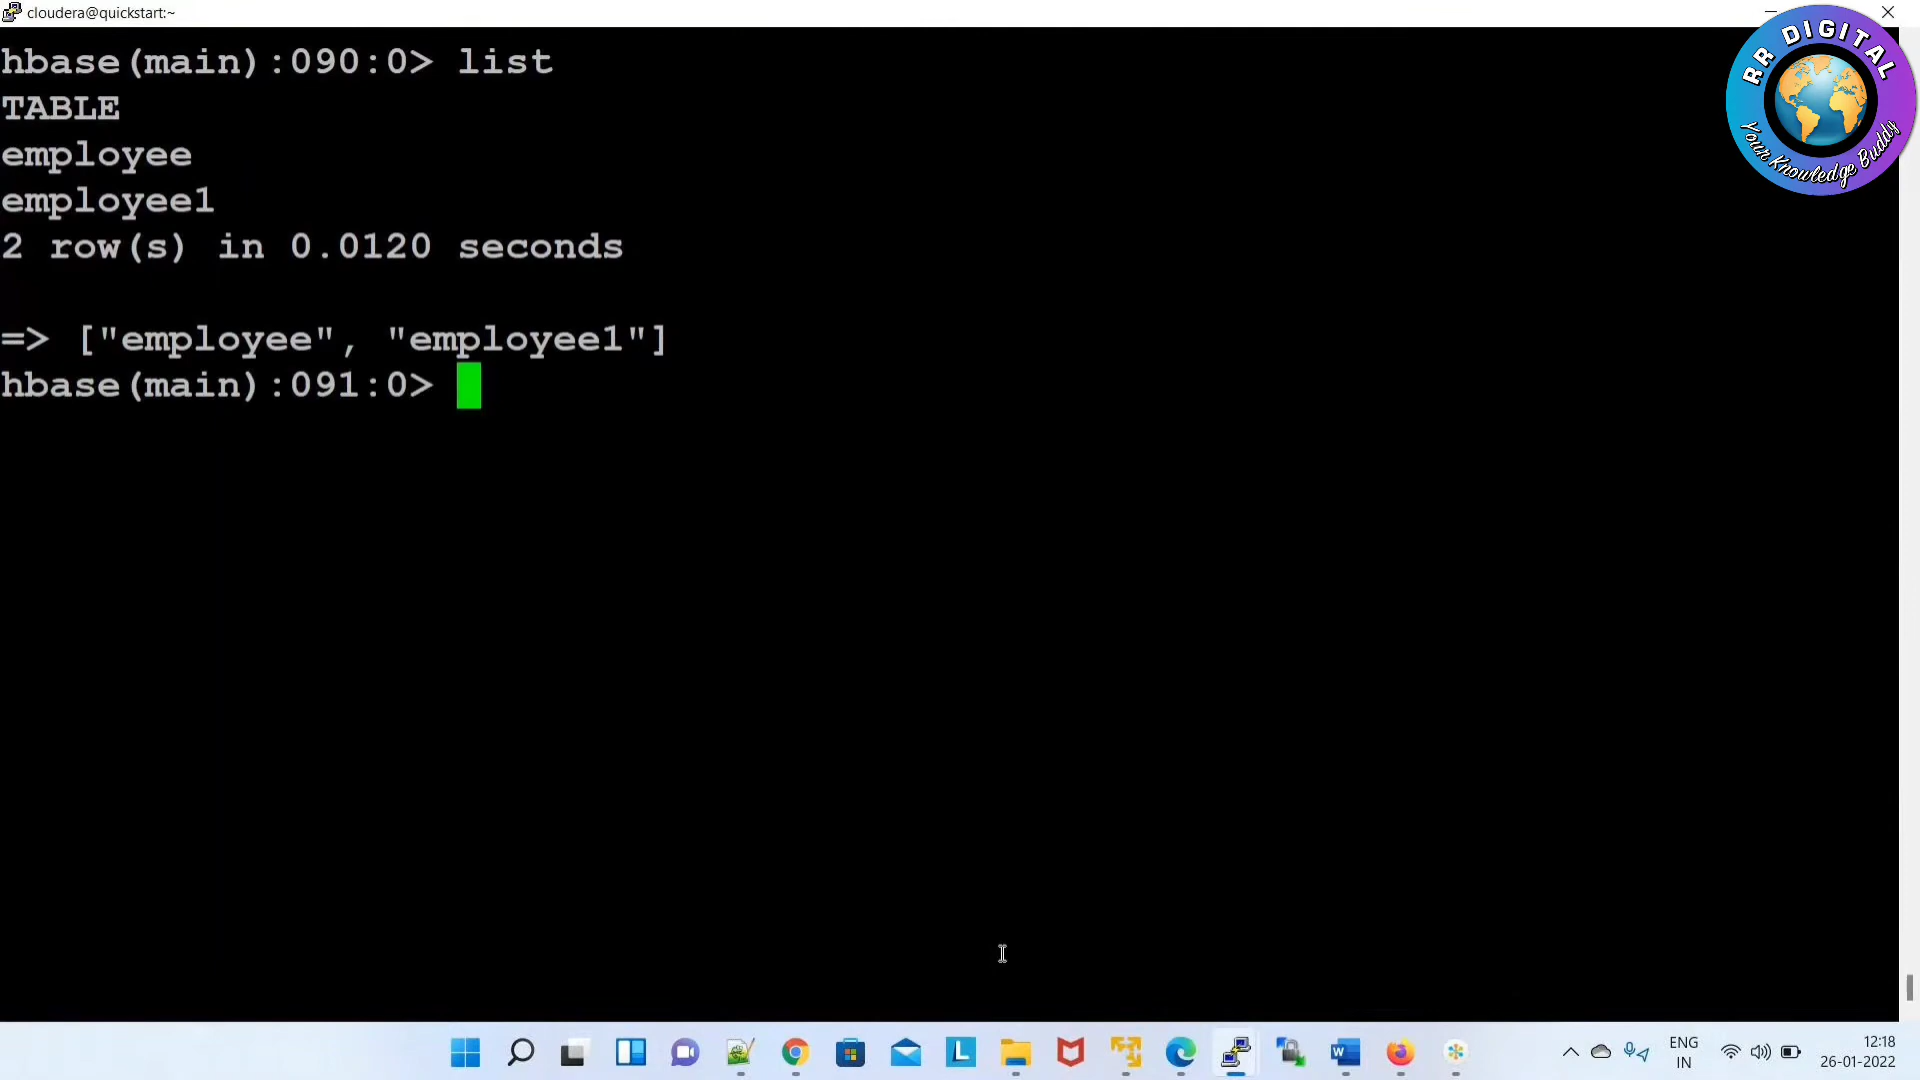 cloudera@quickstart:~
hbase(main):090:0> list
TABLE
employee
employee1
2 row(s) in 0.0120 seconds
=> ["employee", "employee1"]
hbase(main):091:0>
RR DIGITAL
Your Knowledge Buddy
L
W
ENG
IN
12:18
26-01-2022